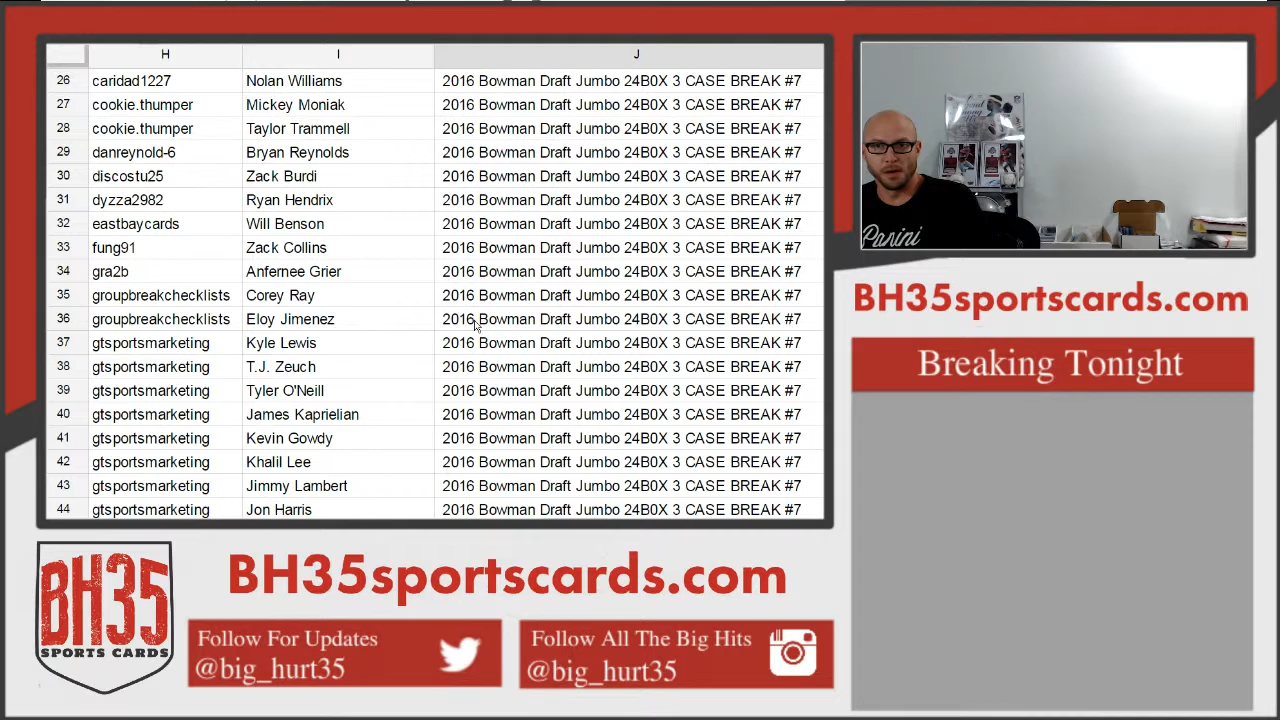 H I J
26 caridad1227 Nolan Williams 2016 Bowman Draft Jumbo 24B0X 3 CASE BREAK #7
27 cookie.thumper Mickey Moniak 2016 Bowman Draft Jumbo 24B0X 3 CASE BREAK #7
28 cookie.thumper Taylor Trammell 2016 Bowman Draft Jumbo 24B0X 3 CASE BREAK #7
29 danreynold-6 Bryan Reynolds 2016 Bowman Draft Jumbo 24B0X 3 CASE BREAK #7
30 discostu25 Zack Burdi 2016 Bowman Draft Jumbo 24B0X 3 CASE BREAK #7
31 dyzza2982 Ryan Hendrix 2016 Bowman Draft Jumbo 24B0X 3 CASE BREAK #7
32 eastbaycards Will Benson 2016 Bowman Draft Jumbo 24B0X 3 CASE BREAK #7
33 fung91 Zack Collins 2016 Bowman Draft Jumbo 24B0X 3 CASE BREAK #7
34 gra2b Anfernee Grier 2016 Bowman Draft Jumbo 24B0X 3 CASE BREAK #7
35 groupbreakchecklists Corey Ray 2016 Bowman Draft Jumbo 24B0X 3 CASE BREAK #7
36 groupbreakchecklists Eloy Jimenez 2016 Bowman Draft Jumbo 24B0X 3 CASE BREAK #7
37 gtsportsmarketing Kyle Lewis 2016 Bowman Draft Jumbo 24B0X 3 CASE BREAK #7
38 gtsportsmarketing T.J. Zeuch 2016 Bowman Draft Jumbo 24B0X 3 CASE BREAK #7
39 gtsportsmarketing Tyler O'Neill 2016 Bowman Draft Jumbo 24B0X 3 CASE BREAK #7
40 gtsportsmarketing James Kaprielian 2016 Bowman Draft Jumbo 24B0X 3 CASE BREAK #7
41 gtsportsmarketing Kevin Gowdy 2016 Bowman Draft Jumbo 24B0X 3 CASE BREAK #7
42 gtsportsmarketing Khalil Lee 2016 Bowman Draft Jumbo 24B0X 3 CASE BREAK #7
43 gtsportsmarketing Jimmy Lambert 2016 Bowman Draft Jumbo 24B0X 3 CASE BREAK #7
44 gtsportsmarketing Jon Harris 2016 Bowman Draft Jumbo 24B0X 3 CASE BREAK #7
Panini
BH35sportscards.com
Breaking Tonight
BH35
SPORTS CARDS
BH35sportscards.com
Follow For Updates
@big_hurt35
Follow All The Big Hits
@big_hurt35